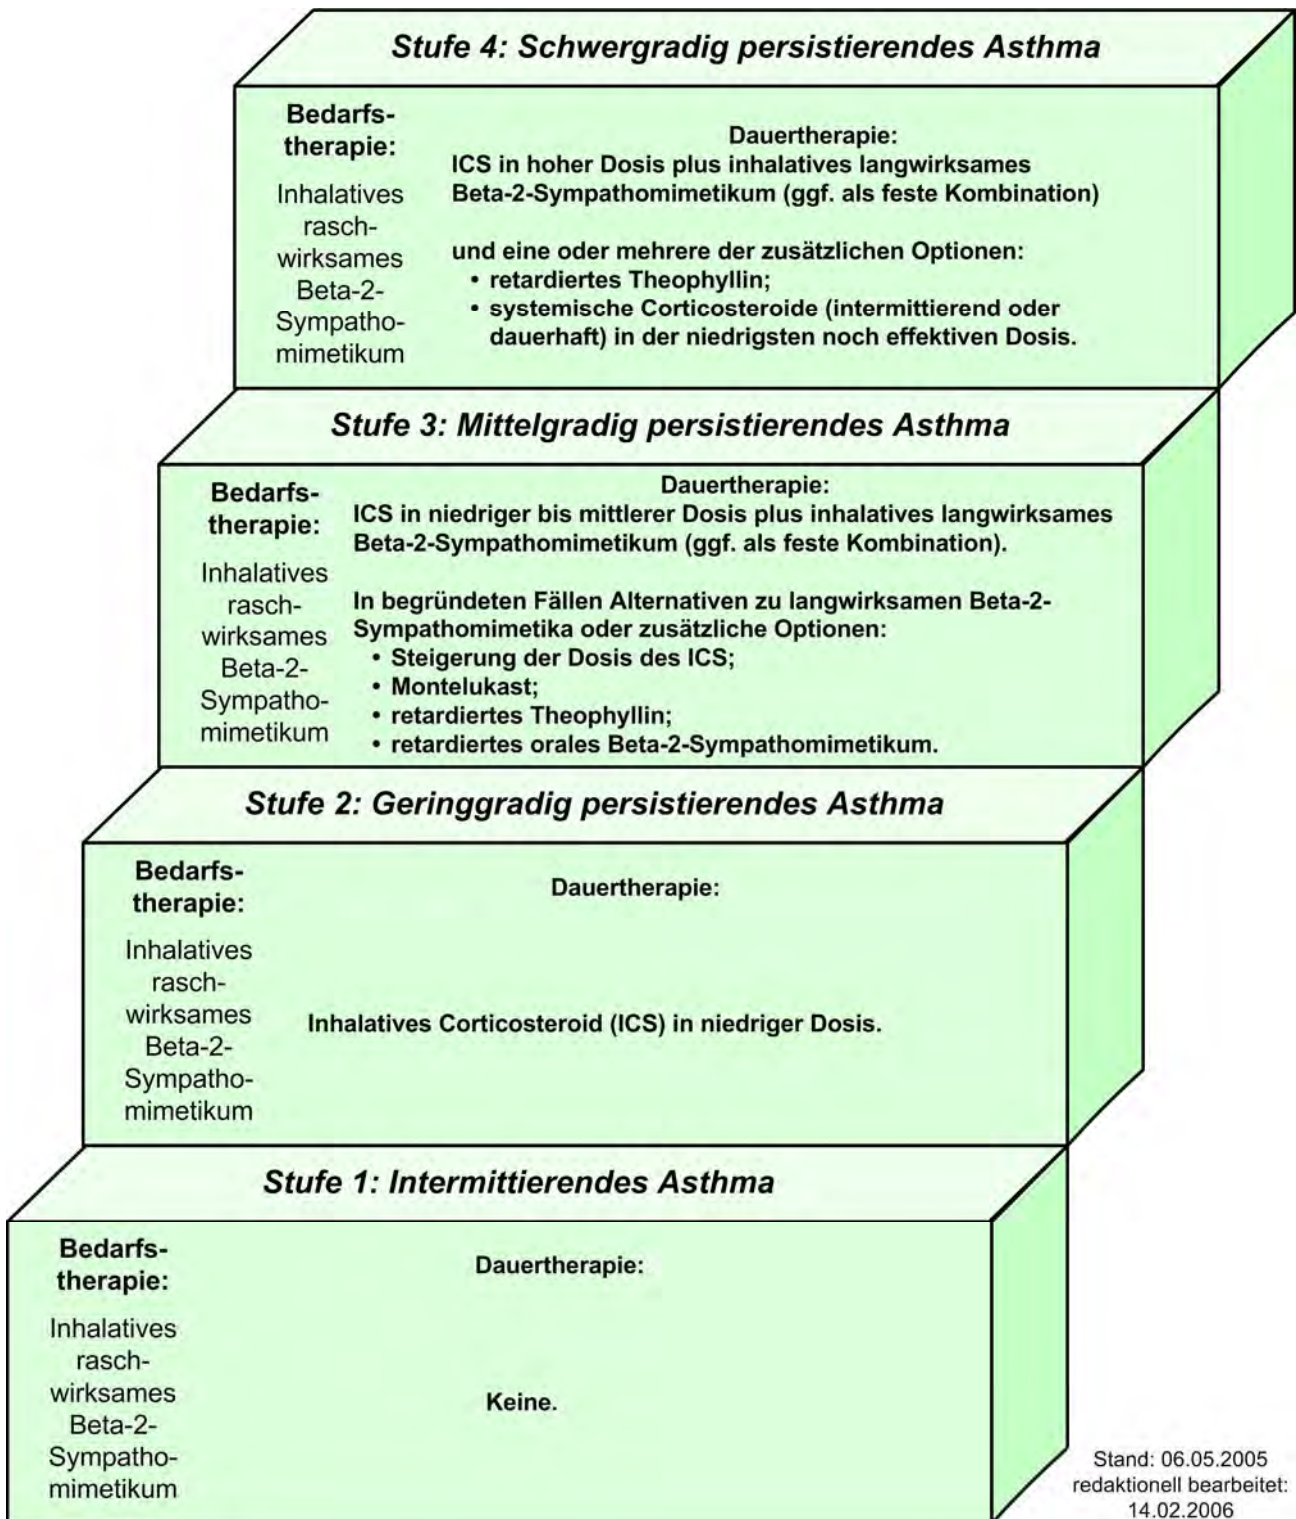 Stufe 4: Schwergradig persistierendes Asthma
Bedarfs-
therapie:
Inhalatives
rasch-
wirksames
Beta-2-
Sympatho-
mimetikum
Dauertherapie:
ICS in hoher Dosis plus inhalatives langwirksames
Beta-2-Sympathomimetikum (ggf. als feste Kombination)
und eine oder mehrere der zusätzlichen Optionen:
• retardiertes Theophyllin;
• systemische Corticosteroide (intermittierend oder
dauerhaft) in der niedrigsten noch effektiven Dosis.
Stufe 3: Mittelgradig persistierendes Asthma
Bedarfs-
therapie:
Inhalatives
rasch-
wirksames
Beta-2-
Sympatho-
mimetikum
Dauertherapie:
ICS in niedriger bis mittlerer Dosis plus inhalatives langwirksames
Beta-2-Sympathomimetikum (ggf. als feste Kombination).
In begründeten Fällen Alternativen zu langwirksamen Beta-2-
Sympathomimetika oder zusätzliche Optionen:
• Steigerung der Dosis des ICS;
• Montelukast;
• retardiertes Theophyllin;
• retardiertes orales Beta-2-Sympathomimetikum.
Stufe 2: Geringgradig persistierendes Asthma
Bedarfs-
therapie:
Inhalatives
rasch-
wirksames
Beta-2-
Sympatho-
mimetikum
Dauertherapie:
Inhalatives Corticosteroid (ICS) in niedriger Dosis.
Stufe 1: Intermittierendes Asthma
Bedarfs-
therapie:
Inhalatives
rasch-
wirksames
Beta-2-
Sympatho-
mimetikum
Dauertherapie:
Keine.
Stand: 06.05.2005
redaktionell bearbeitet:
14.02.2006